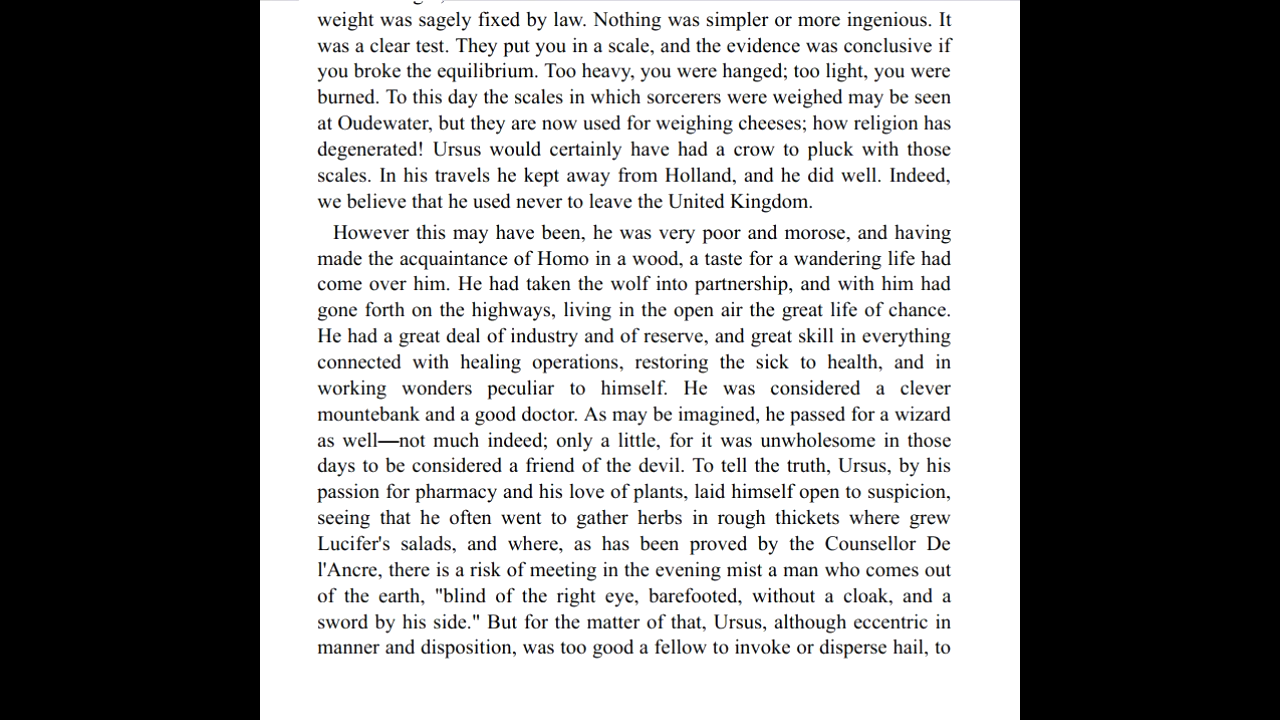 weight was sagely fixed by law. Nothing was simpler or more ingenious. It
was a clear test. They put you in a scale, and the evidence was conclusive if
you broke the equilibrium. Too heavy, you were hanged; too light, you were
burned. To this day the scales in which sorcerers were weighed may be seen
at Oudewater, but they are now used for weighing cheeses; how religion has
degenerated! Ursus would certainly have had a crow to pluck with those
scales. In his travels he kept away from Holland, and he did well. Indeed,
we believe that he used never to leave the United Kingdom.
However this may have been, he was very poor and morose, and having
made the acquaintance of Homo in a wood, a taste for a wandering life had
come over him. He had taken the wolf into partnership, and with him had
gone forth on the highways, living in the open air the great life of chance.
He had a great deal of industry and of reserve, and great skill in everything
connected with healing operations, restoring the sick to health, and in
working wonders peculiar to himself. He was considered a clever
mountebank and a good doctor. As may be imagined, he passed for a wizard
as well—not much indeed; only a little, for it was unwholesome in those
days to be considered a friend of the devil. To tell the truth, Ursus, by his
passion for pharmacy and his love of plants, laid himself open to suspicion,
seeing that he often went to gather herbs in rough thickets where grew
Lucifer's salads, and where, as has been proved by the Counsellor De
l'Ancre, there is a risk of meeting in the evening mist a man who comes out
of the earth, "blind of the right eye, barefooted, without a cloak, and a
sword by his side." But for the matter of that, Ursus, although eccentric in
manner and disposition, was too good a fellow to invoke or disperse hail, to